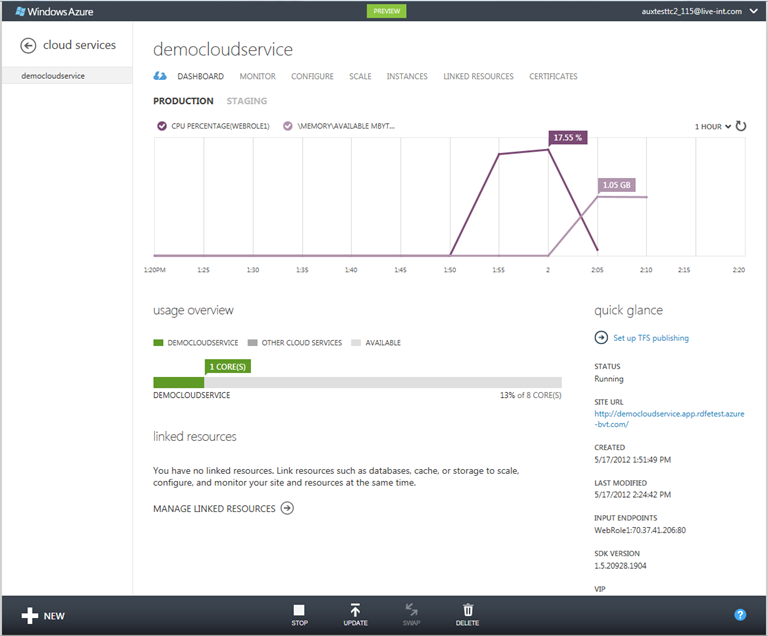 Windows Azure
PREVIEW
auxtesttc2_115@live-int.com
cloud services
democloudservice
democloudservice
DASHBOARD MONITOR CONFIGURE SCALE INSTANCES LINKED RESOURCES CERTIFICATES
PRODUCTION STAGING
CPU PERCENTAGE(WEBROLE1) \MEMORY\AVAILABLE MBYT...
1 HOUR
17.55 %
1.05 GB
1:20PM 1:25 1:30 1:35 1:40 1:45 1:50 1:55 2 2:05 2:10 2:15 2:20
usage overview
DEMOCLOUDSERVICE OTHER CLOUD SERVICES AVAILABLE
1 CORE(S)
DEMOCLOUDSERVICE
13% of 8 CORE(S)
linked resources
You have no linked resources. Link resources such as databases, cache, or storage to scale,
configure, and monitor your site and resources at the same time.
MANAGE LINKED RESOURCES
quick glance
Set up TFS publishing
STATUS
Running
SITE URL
http://democloudservice.app.rdfetest.azure
-bvt.com/
CREATED
5/17/2012 1:51:49 PM
LAST MODIFIED
5/17/2012 2:24:42 PM
INPUT ENDPOINTS
WebRole1:70.37.41.206:80
SDK VERSION
1.5.20928.1904
VIP
NEW
STOP
UPDATE
SWAP
DELETE
?